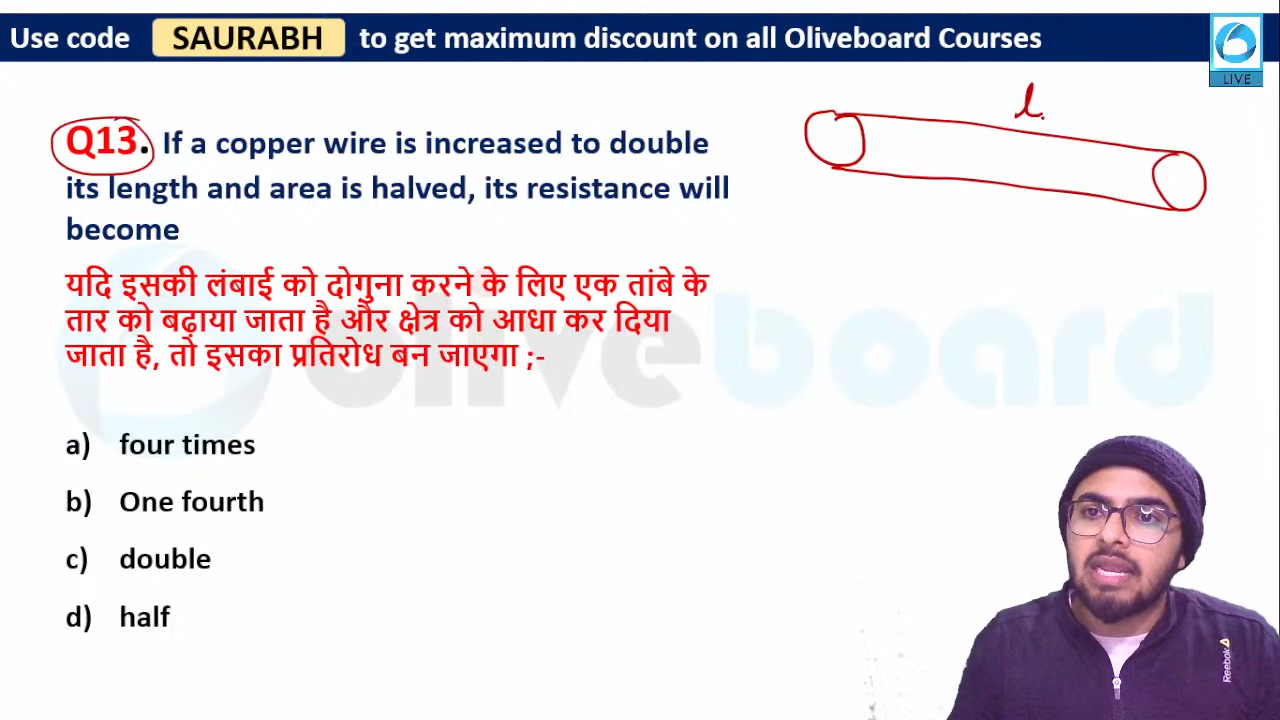 Use code SAURABH to get maximum discount on all Oliveboard Courses
LIVE
l.
Q13. If a copper wire is increased to double
its length and area is halved, its resistance will
become
यदि इसकी लंबाई को दोगुना करने के लिए एक तांबे के
तार को बढ़ाया जाता है और क्षेत्र को आधा कर दिया
जाता है, तो इसका प्रतिरोध बन जाएगा ;-
oliveboard
a) four times
b) One fourth
c) double
d) half
Reebok